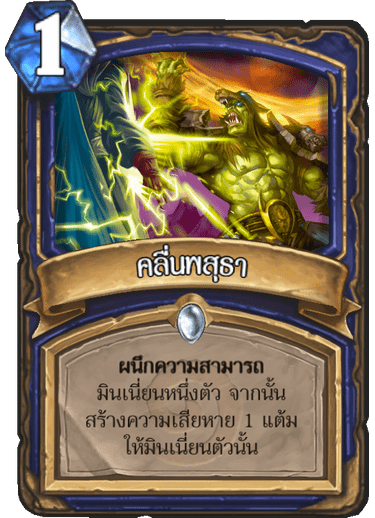 1
คลื่นพสุธา
ผนึกความสามารถ
มินเนี่ยนหนึ่งตัว จากนั้น
สร้างความเสียหาย 1 แต้ม
ให้มินเนี่ยนตัวนั้น